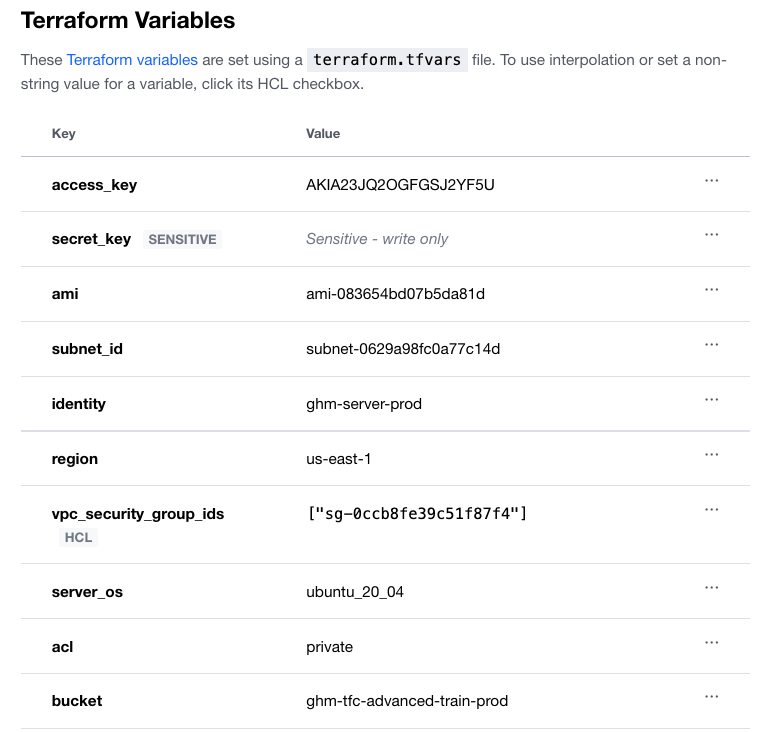 Terraform Variables
These Terraform variables are set using a terraform.tfvars file. To use interpolation or set a non-
string value for a variable, click its HCL checkbox.
Key Value
access_key AKIA23JQ2OGFGSJ2YF5U ...
secret_key SENSITIVE Sensitive - write only ...
ami ami-083654bd07b5da81d ...
subnet_id subnet-0629a98fc0a77c14d ...
identity ghm-server-prod ...
region us-east-1 ...
vpc_security_group_ids ["sg-0ccb8fe39c51f87f4"] ...
HCL
server_os ubuntu_20_04 ...
acl private ...
bucket ghm-tfc-advanced-train-prod ...